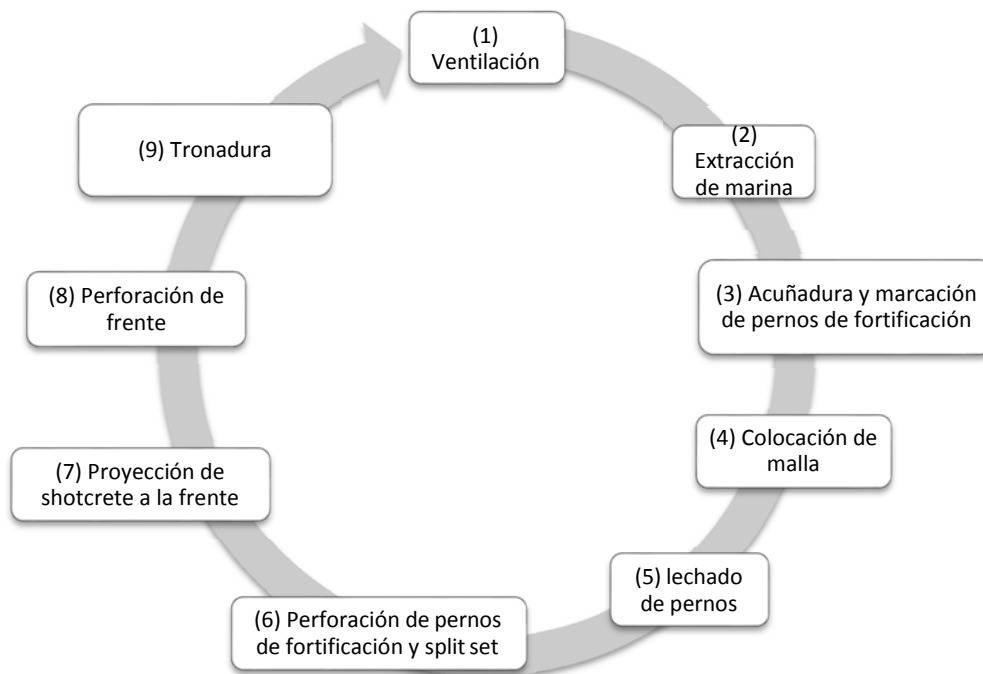 (1)
Ventilación
(2)
Extracción
de marina
(3) Acuñadura y marcación
de pernos de fortificación
(4) Colocación de
malla
(5) lechado
de pernos
(6) Perforación de pernos
de fortificación y split set
(7) Proyección de
shotcrete a la frente
(8) Perforación de
frente
(9) Tronadura